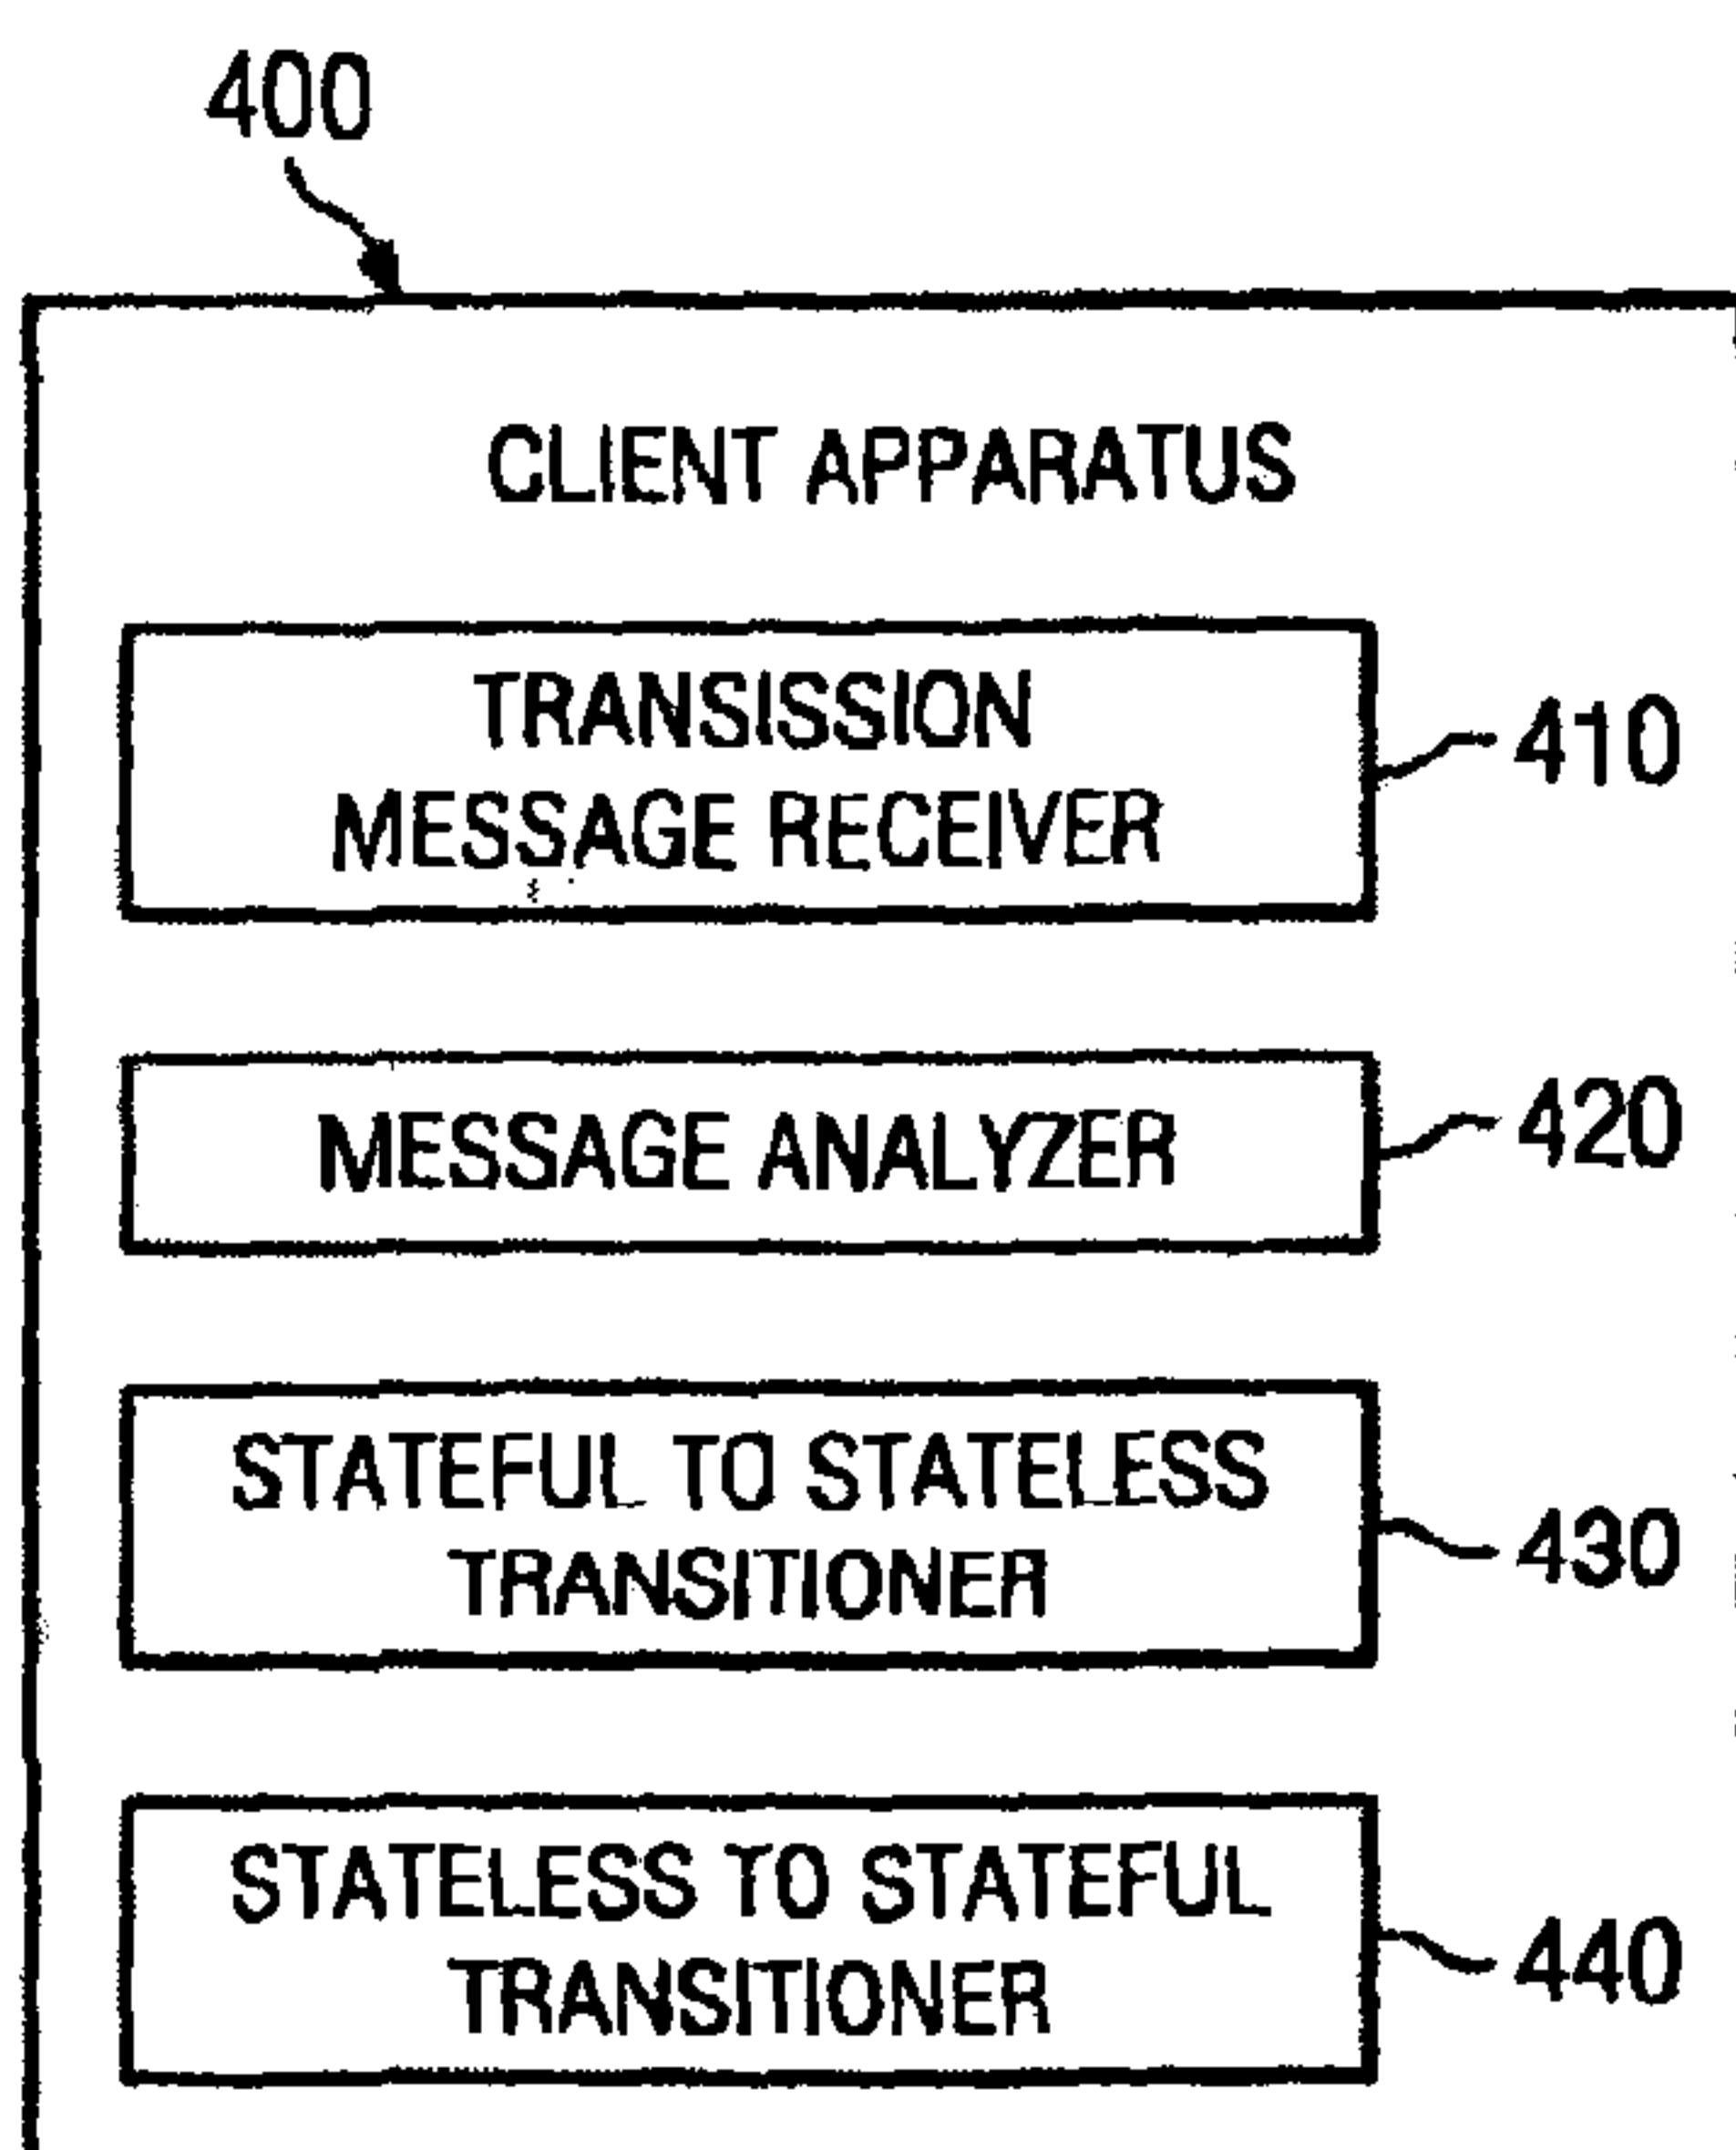 400
CLIENT APPARATUS
TRANSISSION
MESSAGE RECEIVER
410
MESSAGE ANALYZER
420
STATEFUL TO STATELESS
TRANSITIONER
430
STATELESS TO STATEFUL
TRANSITIONER
440